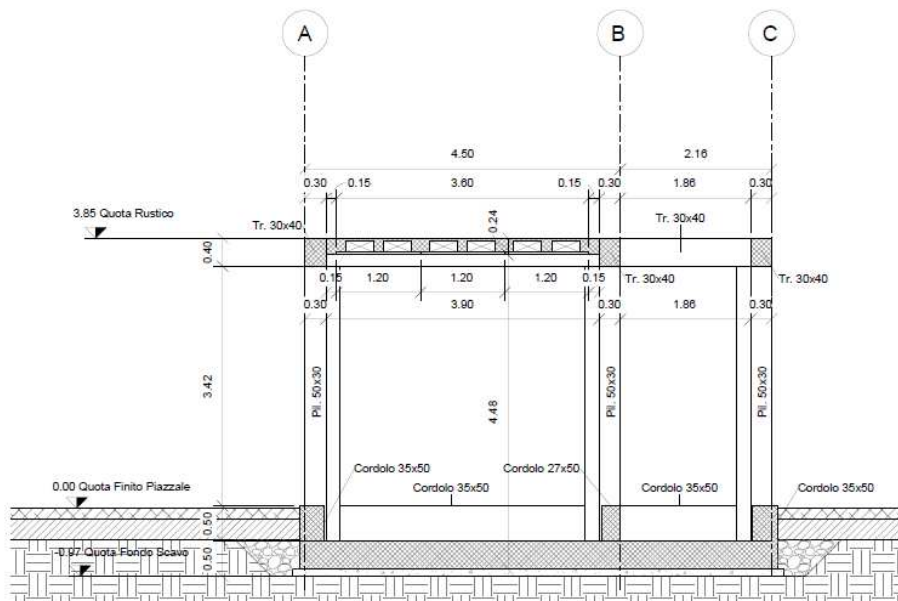 A
B
C
4.50
2.16
0.30
0.15
3.60
0.15
0.30
1.86
0.30
3.85 Quota Rustico
Tr. 30x40
0.24
Tr. 30x40
0.40
0.15
1.20
1.20
1.20
0.15
Tr. 30x40
Tr. 30x40
0.30
3.90
0.30
1.86
0.30
3.42
Pil. 50x30
4.48
Pil. 50x30
Pil. 50x30
Cordolo 35x50
Cordolo 27x50
0.00 Quota Finito Piazzale
Cordolo 35x50
Cordolo 35x50
Cordolo 35x50
0.50
-0.97 Quota Fondo Scavo
0.50